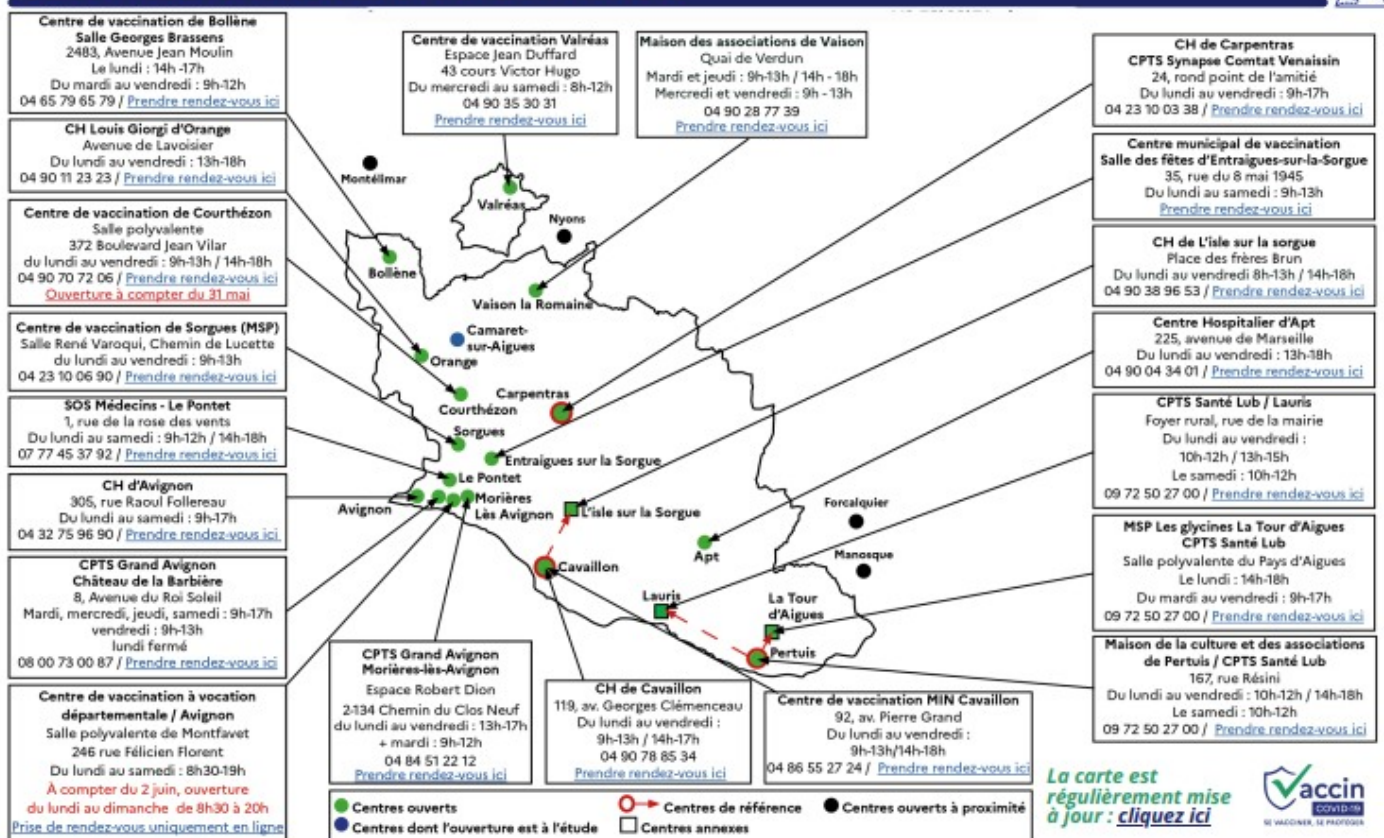 Centre de vaccination de Bollène
Salle Georges Brassens
2483, Avenue Jean Moulin
Le lundi : 14h -17h
Du mardi au vendredi : 9h-12h
04 65 79 65 79 / Prendre rendez-vous ici
CH Louis Giorgi d'Orange
Avenue de Lavoisier
Du lundi au vendredi : 13h-18h
04 90 11 23 23 / Prendre rendez-vous ici
Centre de vaccination de Courthézon
Salle polyvalente
372 Boulevard Jean Vilar
du lundi au vendredi : 9h-13h / 14h-18h
04 90 70 72 06 / Prendre rendez-vous ici
Ouverture à compter du 31 mai
Centre de vaccination de Sorgues (MSP)
Salle René Varoqui, Chemin de Lucette
du lundi au vendredi : 9h-13h
04 23 10 06 90 / Prendre rendez-vous ici
SOS Médecins - Le Pontet
1, rue de la rose des vents
Du lundi au samedi : 9h-12h / 14h-18h
07 77 45 37 92 / Prendre rendez-vous ici
CH d'Avignon
305, rue Raoul Follereau
Du lundi au samedi : 9h-17h
04 32 75 96 90 / Prendre rendez-vous ici
CPTS Grand Avignon
Château de la Barbière
8, Avenue du Roi Soleil
Mardi, mercredi, jeudi, samedi : 9h-17h
vendredi : 9h-13h
lundi fermé
08 00 73 00 87 / Prendre rendez-vous ici
Centre de vaccination à vocation
départementale / Avignon
Salle polyvalente de Montfavet
246 rue Félicien Florent
Du lundi au samedi : 8h30-19h
À compter du 2 juin, ouverture
du lundi au dimanche de 8h30 à 20h
Prise de rendez-vous uniquement en ligne
Centre de vaccination Valréas
Espace Jean Duffard
43 cours Victor Hugo
Du mercredi au samedi : 8h-12h
04 90 35 30 31
Prendre rendez-vous ici
Maison des associations de Vaison
Quai de Verdun
Mardi et jeudi : 9h-13h / 14h - 18h
Mercredi et vendredi : 9h - 13h
04 90 28 77 39
Prendre rendez-vous ici
Montélimar
Valréas
Nyons
Bollène
Vaison la Romaine
Camaret-
sur-Aigues
Orange
Carpentras
Courthézon
Sorgues
Entraigues sur la Sorgue
Le Pontet
Avignon
Morières
Lès Avignon
L'isle sur la Sorgue
Forcalquier
Apt
Manosque
Cavaillon
Lauris
La Tour
d'Aigues
Pertuis
CPTS Grand Avignon
Morières-lès-Avignon
Espace Robert Dion
2-134 Chemin du Clos Neuf
du lundi au vendredi : 13h-17h
+ mardi : 9h-12h
04 84 51 22 12
Prendre rendez-vous ici
CH de Cavaillon
119, av. Georges Clémenceau
Du lundi au vendredi :
9h-13h / 14h-17h
04 90 78 85 34
Prendre rendez-vous ici
Centre de vaccination MIN Cavaillon
92, av. Pierre Grand
Du lundi au vendredi :
9h-13h/14h-18h
04 86 55 27 24 / Prendre rendez-vous ici
CH de Carpentras
CPTS Synapse Comtat Venaissin
24, rond point de l'amitié
Du lundi au vendredi : 9h-17h
04 23 10 03 38 / Prendre rendez-vous ici
Centre municipal de vaccination
Salle des fêtes d'Entraigues-sur-la-Sorgue
35, rue du 8 mai 1945
Du lundi au samedi : 9h-13h
Prendre rendez-vous ici
CH de L'isle sur la sorgue
Place des frères Brun
Du lundi au vendredi 8h-13h / 14h-18h
04 90 38 96 53 / Prendre rendez-vous ici
Centre Hospitalier d'Apt
225, avenue de Marseille
Du lundi au vendredi : 13h-18h
04 90 04 34 01 / Prendre rendez-vous ici
CPTS Santé Lub / Lauris
Foyer rural, rue de la mairie
Du lundi au vendredi :
10h-12h / 13h-15h
Le samedi : 10h-12h
09 72 50 27 00 / Prendre rendez-vous ici
MSP Les glycines La Tour d'Aigues
CPTS Santé Lub
Salle polyvalente du Pays d'Aigues
Le lundi : 14h-18h
Du mardi au vendredi : 9h-17h
09 72 50 27 00 / Prendre rendez-vous ici
Maison de la culture et des associations
de Pertuis / CPTS Santé Lub
167, rue Résini
Du lundi au vendredi : 10h-12h / 14h-18h
Le samedi : 10h-12h
09 72 50 27 00 / Prendre rendez-vous ici
Centres ouverts
Centres de référence
Centres ouverts à proximité
Centres dont l'ouverture est à l'étude
Centres annexes
La carte est
régulièrement mise
à jour : cliquez ici
Vaccin
COVID-19
SE VACCINER, SE PROTÉGER